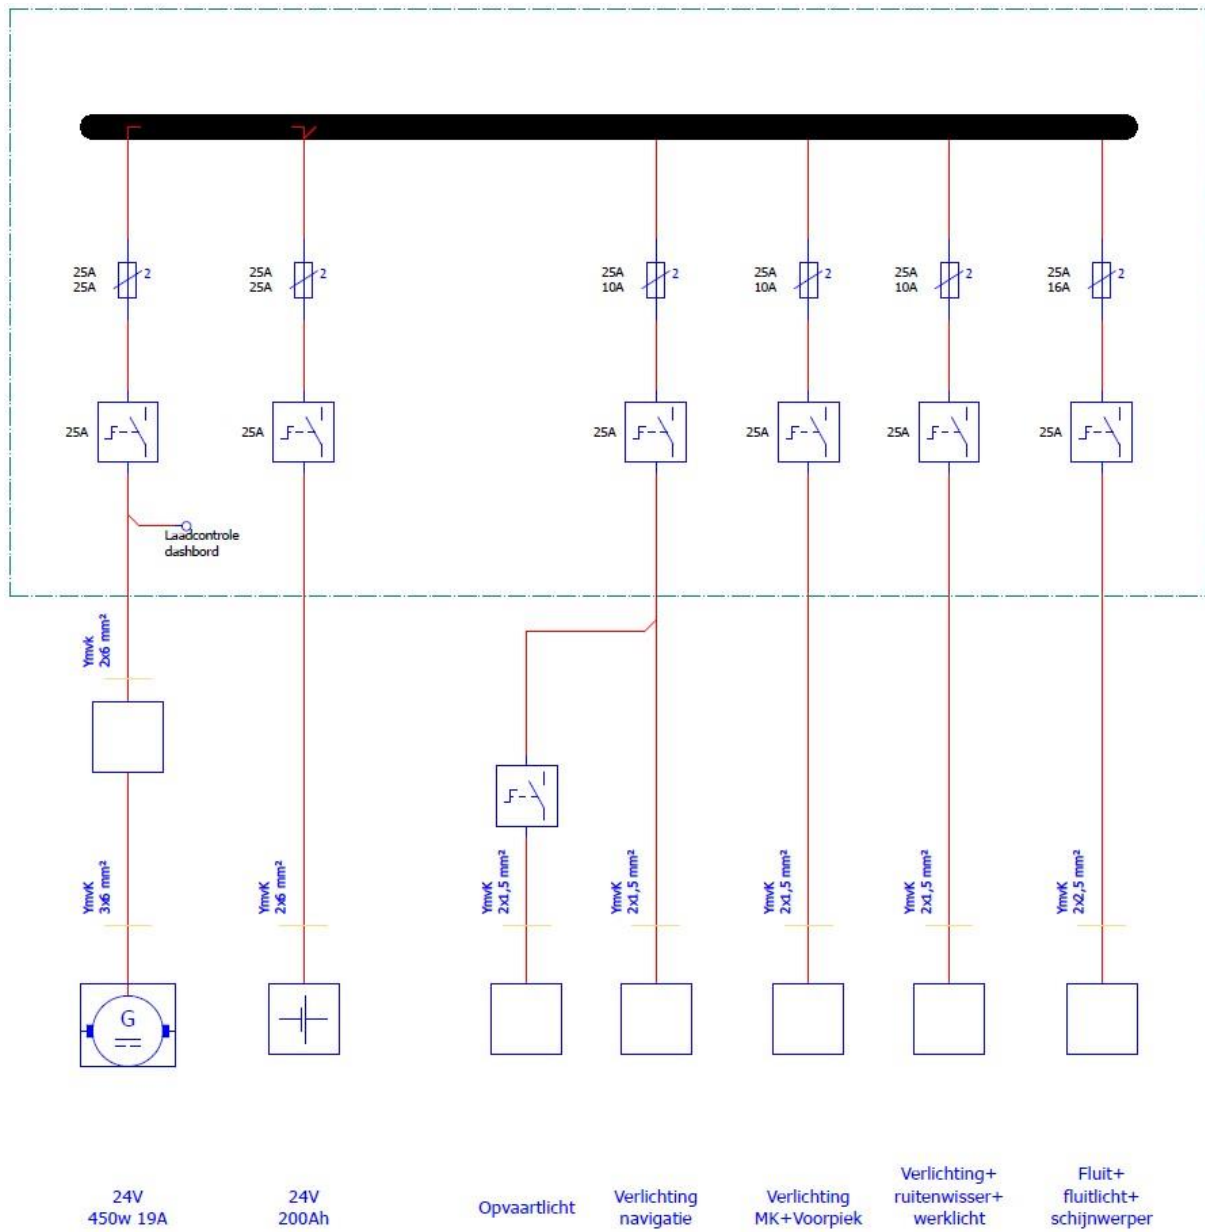 25A
25A
2
25A
25A
2
25A
10A
2
25A
10A
2
25A
10A
2
25A
16A
2
25A
25A
25A
25A
25A
25A
Laadcontrole
dashbord
Ymvk
2x6 mm²
YmvK
3x6 mm²
YmvK
2x6 mm²
YmvK
2x1,5 mm²
YmvK
2x1,5 mm²
YmvK
2x1,5 mm²
YmvK
2x1,5 mm²
YmvK
2x2,5 mm²
G
24V
450w 19A
24V
200Ah
Opvaartlicht
Verlichting
navigatie
Verlichting
MK+Voorpiek
Verlichting+
ruitenwisser+
werklicht
Fluit+
fluitlicht+
schijnwerper